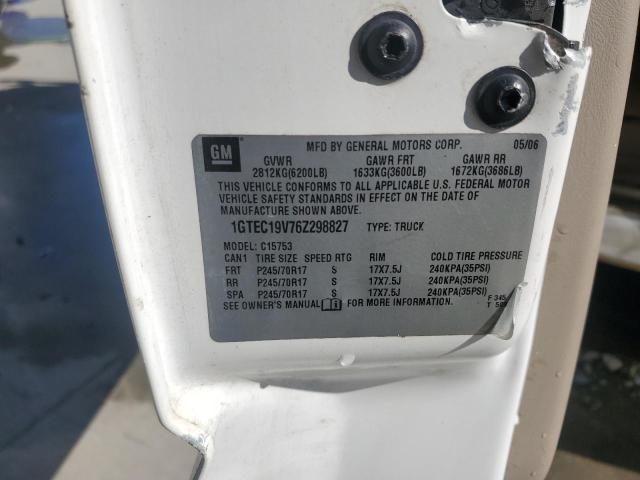 GM
MFD BY GENERAL MOTORS CORP. 05/06
GVWR GAWR FRT GAWR RR
2812KG(6200LB) 1633KG(3600LB) 1672KG(3686LB)
THIS VEHICLE CONFORMS TO ALL APPLICABLE U.S. FEDERAL MOTOR
VEHICLE SAFETY STANDARDS IN EFFECT ON THE DATE OF
MANUFACTURE SHOWN ABOVE.
1GTEC19V76Z298827 TYPE: TRUCK
MODEL: C15753
CAN1 TIRE SIZE SPEED RTG RIM COLD TIRE PRESSURE
FRT P245/70R17 S 17X7.5J 240KPA(35PSI)
RR P245/70R17 S 17X7.5J 240KPA(35PSI)
SPA P245/70R17 S 17X7.5J 240KPA(35PSI)
SEE OWNER'S MANUAL FOR MORE INFORMATION. F 345
T